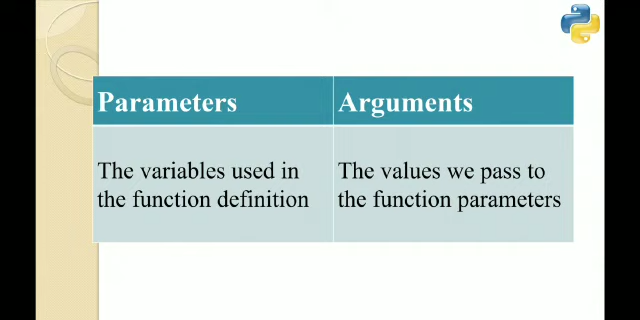 Parameters
Arguments
The variables used in
the function definition
The values we pass to
the function parameters